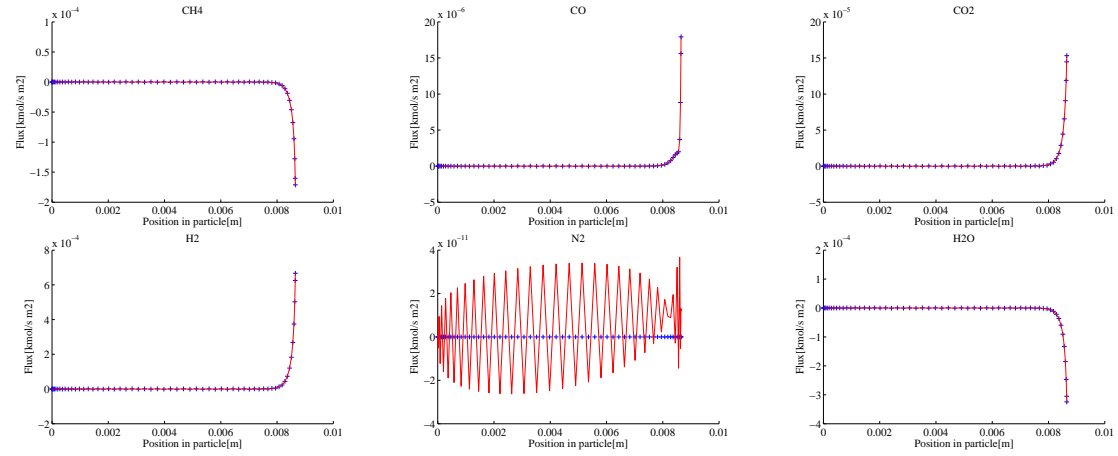 CH4
x 10^-4
1
0.5
0
−0.5
−1
−1.5
−2
Flux[kmol/s m2]
0 0.002 0.004 0.006 0.008 0.01
Position in particle[m]
CO
x 10^-6
20
15
10
5
0
−5
Flux[kmol/s m2]
0 0.002 0.004 0.006 0.008 0.01
Position in particle[m]
CO2
x 10^-5
20
15
10
5
0
−5
Flux[kmol/s m2]
0 0.002 0.004 0.006 0.008 0.01
Position in particle[m]
H2
x 10^-4
8
6
4
2
0
−2
Flux[kmol/s m2]
0 0.002 0.004 0.006 0.008 0.01
Position in particle[m]
N2
x 10^-11
4
2
0
−2
−4
Flux[kmol/s m2]
0 0.002 0.004 0.006 0.008 0.01
Position in particle[m]
H2O
x 10^-4
2
1
0
−1
−2
−3
−4
Flux[kmol/s m2]
0 0.002 0.004 0.006 0.008 0.01
Position in particle[m]